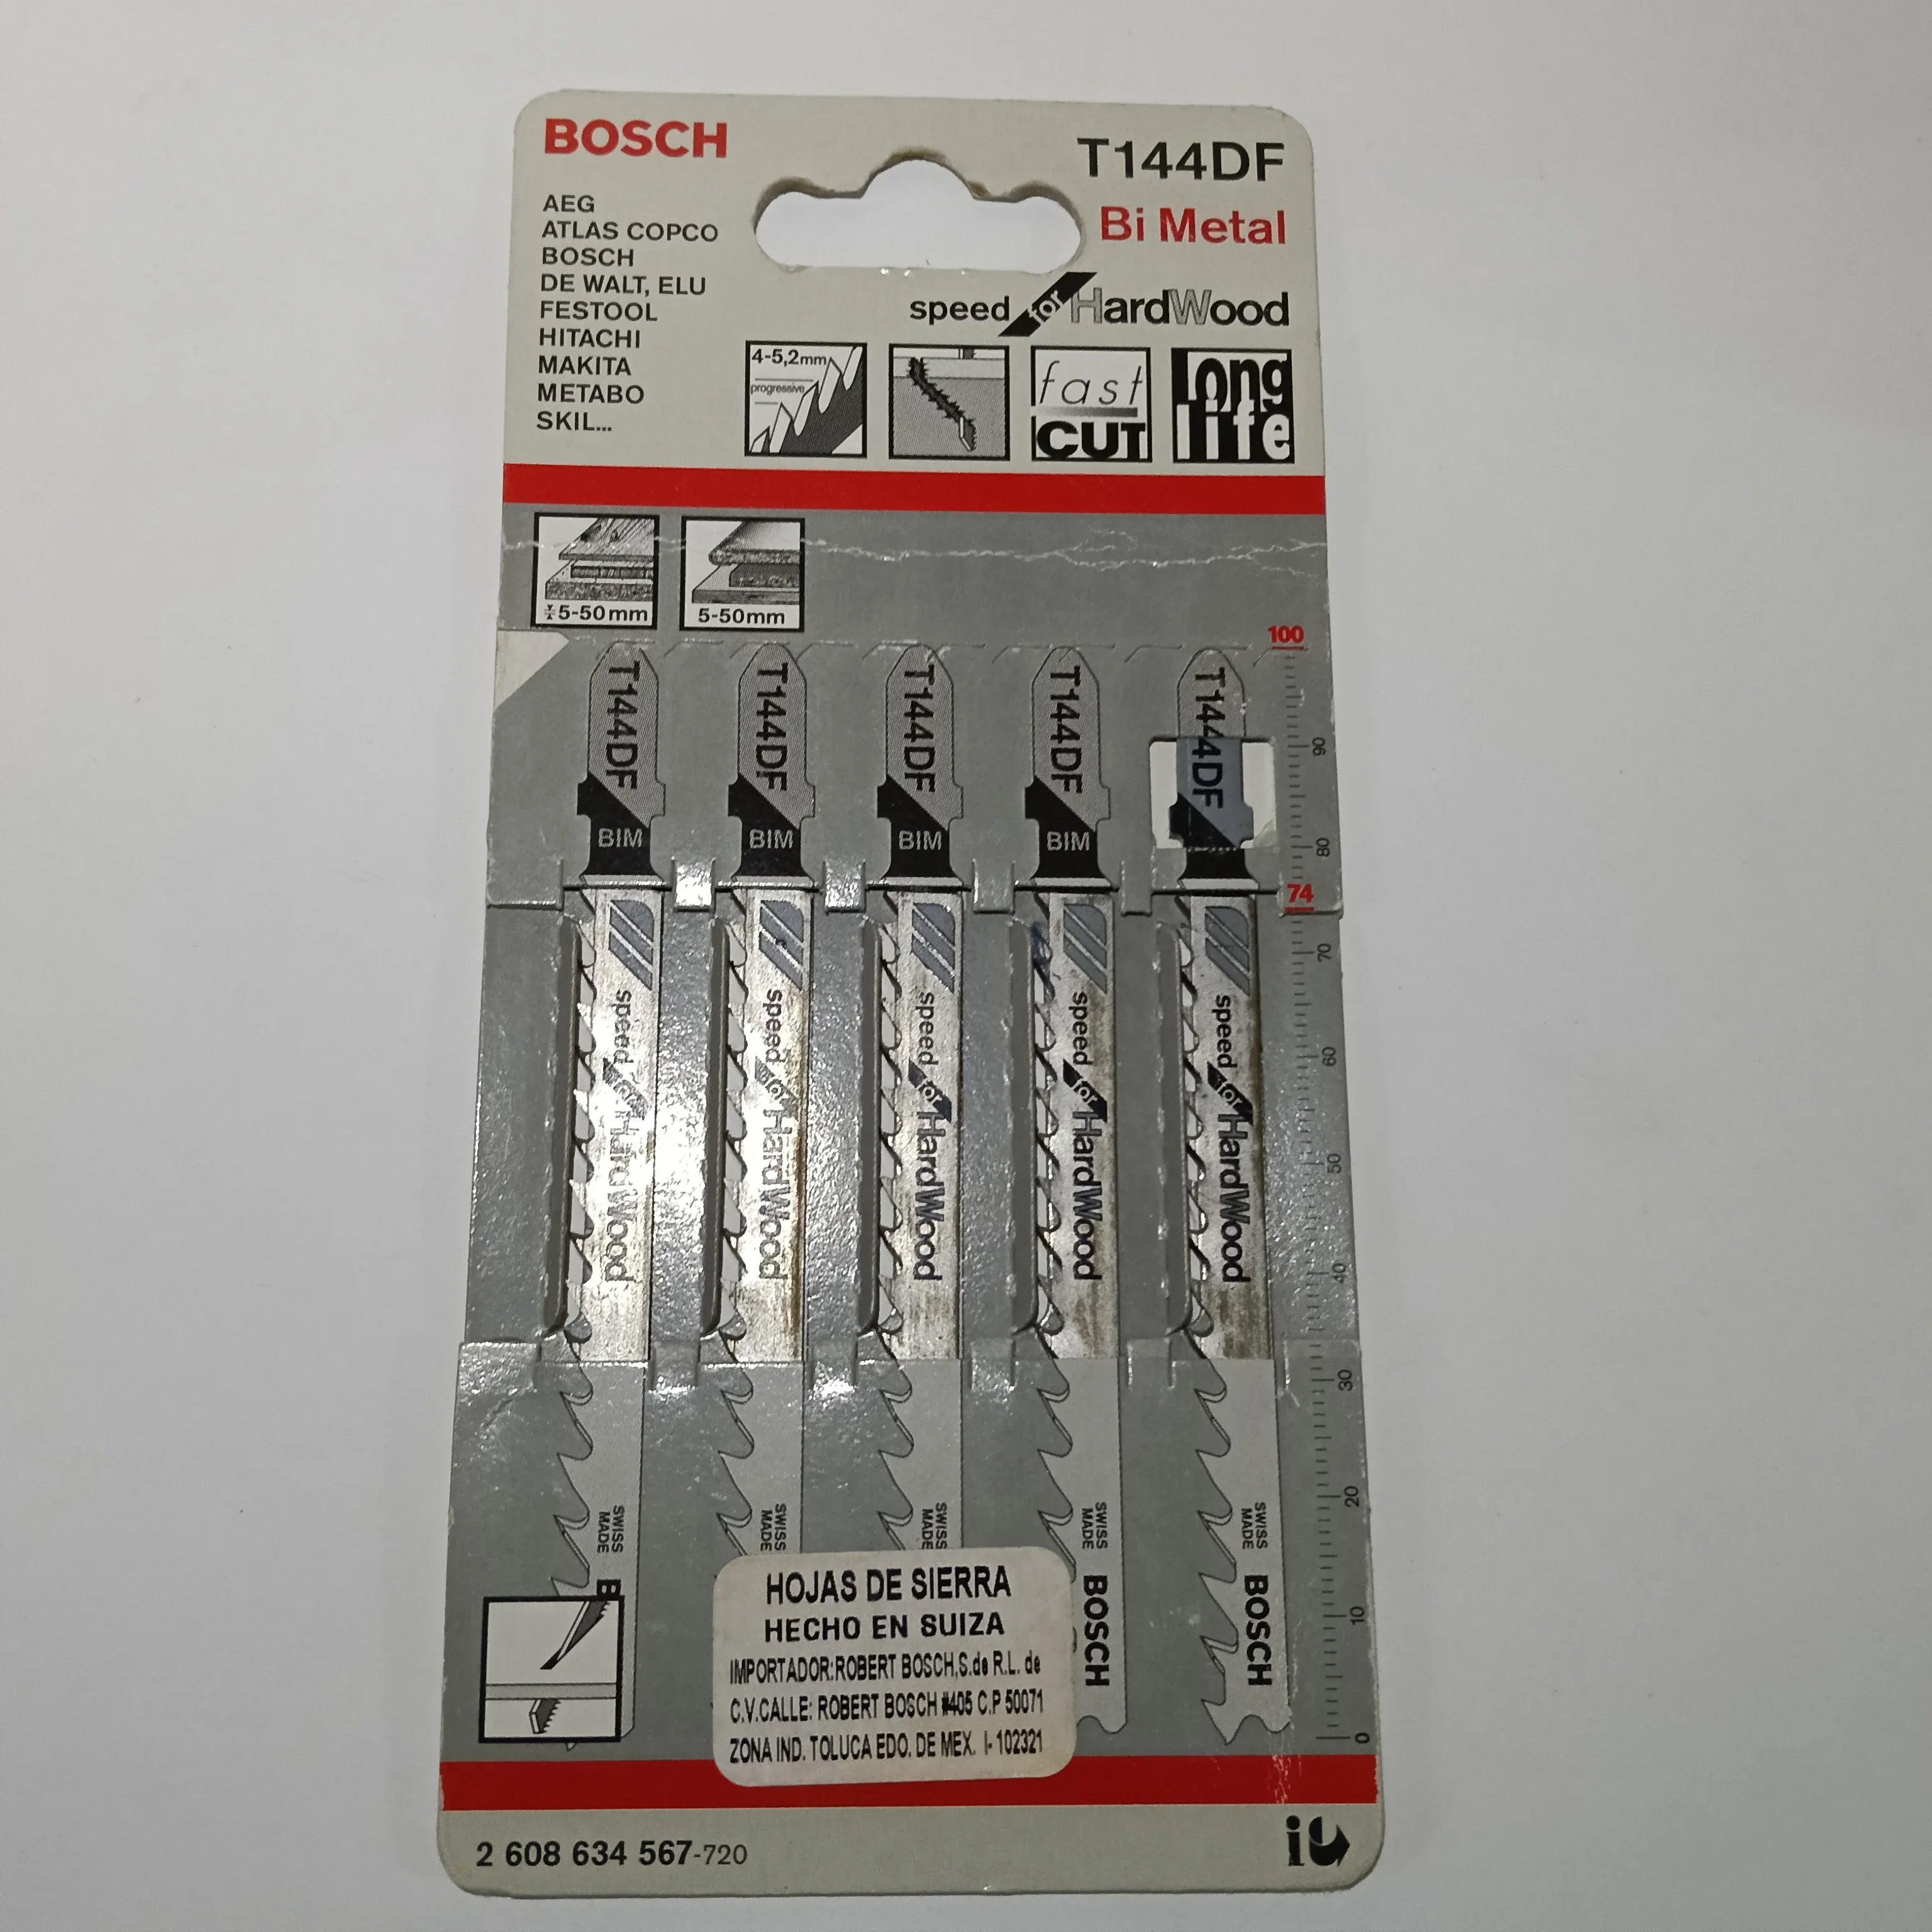 BOSCH
T144DF
Bi Metal
AEG
ATLAS COPCO
BOSCH
DE WALT, ELU
FESTOOL
HITACHI
MAKITA
METABO
SKIL...
speed for HardWood
4-5,2mm
progressive
fast
CUT
long
life
5-50mm
5-50mm
100
T144DF
T144DF
T144DF
T144DF
T144DF
BIM
BIM
BIM
BIM
90
80
74
70
60
50
40
30
20
10
0
speed for HardWood
speed for HardWood
speed for HardWood
speed for HardWood
speed for HardWood
SWISS
MADE
SWISS
MADE
SWISS
MADE
SWISS
MADE
SWISS
MADE
B
BOSCH
BOSCH
HOJAS DE SIERRA
HECHO EN SUIZA
IMPORTADOR:ROBERT BOSCH,S.de R.L. de
C.V.CALLE: ROBERT BOSCH #405 C.P 50071
ZONA IND. TOLUCA EDO. DE MEX. I-102321
2 608 634 567-720